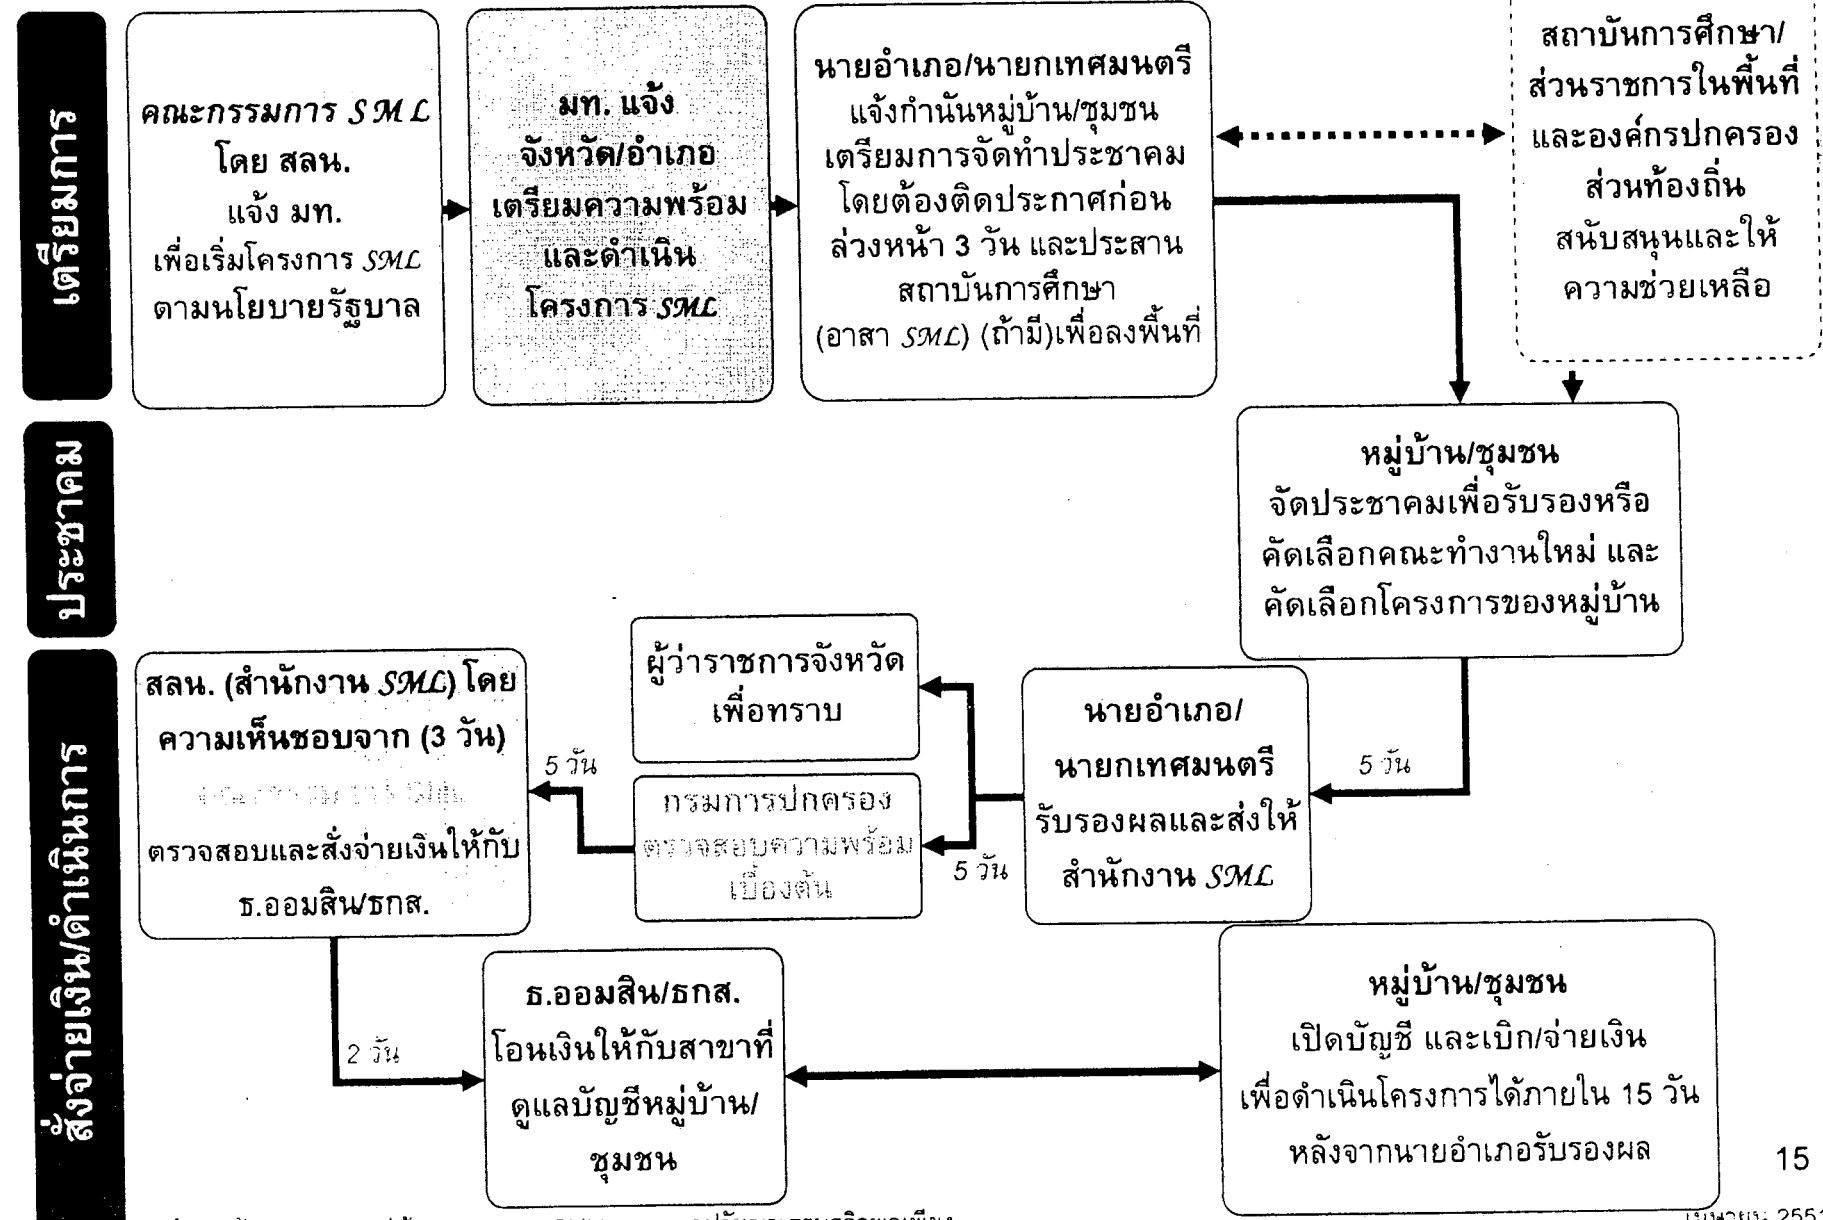 เตรียมการ
คณะกรรมการ SML
โดย สลน.
แจ้ง มท.
เพื่อเริ่มโครงการ SML
ตามนโยบายรัฐบาล
มท. แจ้ง
จังหวัด/อำเภอ
เตรียมความพร้อม
และดำเนิน
โครงการ SML
นายอำเภอ/นายกเทศมนตรี
แจ้งกำนันหมู่บ้าน/ชุมชน
เตรียมการจัดทำประชาคม
โดยต้องติดประกาศก่อน
ล่วงหน้า 3 วัน และประสาน
สถาบันการศึกษา
(อาสา SML) (ถ้ามี)เพื่อลงพื้นที่
สถาบันการศึกษา/
ส่วนราชการในพื้นที่
และองค์กรปกครอง
ส่วนท้องถิ่น
สนับสนุนและให้
ความช่วยเหลือ
ประชาคม
หมู่บ้าน/ชุมชน
จัดประชาคมเพื่อรับรองหรือ
คัดเลือกคณะทำงานใหม่ และ
คัดเลือกโครงการของหมู่บ้าน
สั่งจ่ายเงิน/ดำเนินการ
5 วัน
นายอำเภอ/
นายกเทศมนตรี
รับรองผลและส่งให้
สำนักงาน SML
5 วัน
ผู้ว่าราชการจังหวัด
เพื่อทราบ
กรมการปกครอง
ตรวจสอบความพร้อม
เบื้องต้น
5 วัน
สลน. (สำนักงาน SML) โดย
ความเห็นชอบจาก (3 วัน)
ตรวจสอบและสั่งจ่ายเงินให้กับ
ธ.ออมสิน/ธกส.
2 วัน
ธ.ออมสิน/ธกส.
โอนเงินให้กับสาขาที่
ดูแลบัญชีหมู่บ้าน/
ชุมชน
หมู่บ้าน/ชุมชน
เปิดบัญชี และเบิก/จ่ายเงิน
เพื่อดำเนินโครงการได้ภายใน 15 วัน
หลังจากนายอำเภอรับรองผล
15
เมษายน 2551